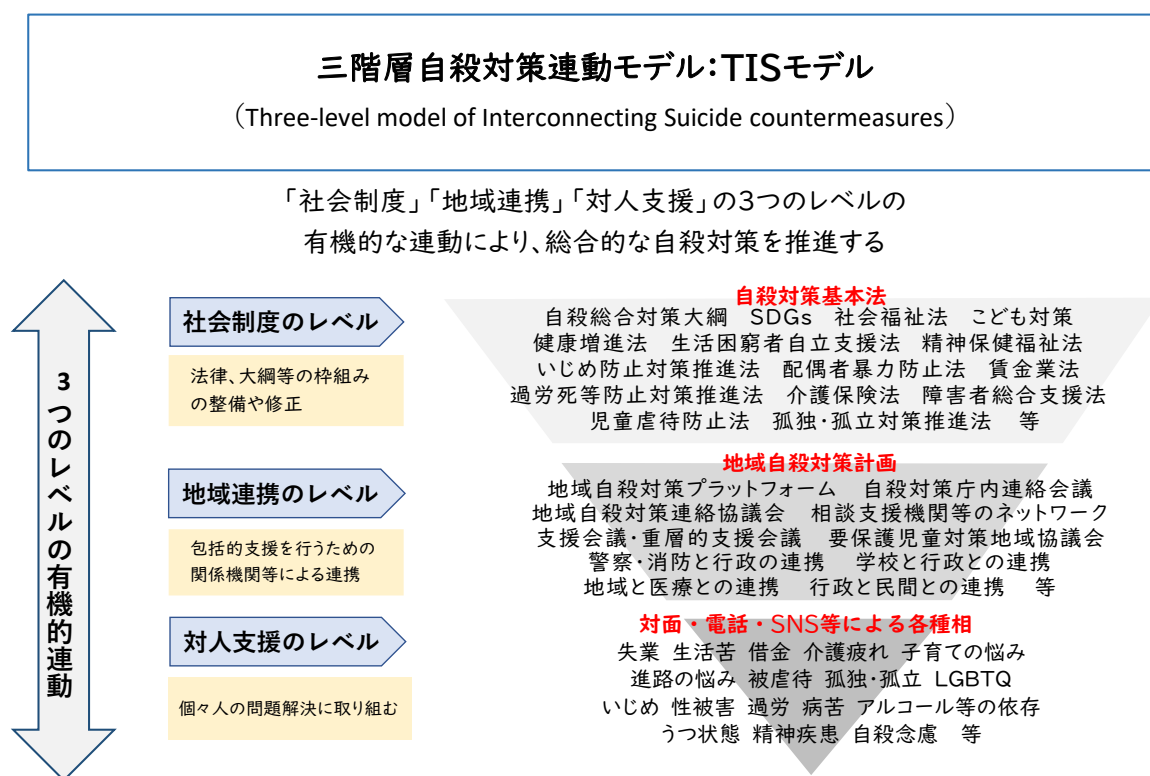 三階層自殺対策連動モデル:TISモデル
(Three-level model of Interconnecting Suicide countermeasures)
「社会制度」「地域連携」「対人支援」の3つのレベルの
有機的な連動により、総合的な自殺対策を推進する
3つのレベルの有機的連動
社会制度のレベル
法律、大綱等の枠組み
の整備や修正
自殺対策基本法
自殺総合対策大綱 SDGs 社会福祉法 こども対策
健康増進法 生活困窮者自立支援法 精神保健福祉法
いじめ防止対策推進法 配偶者暴力防止法 賃金業法
過労死等防止対策推進法 介護保険法 障害者総合支援法
児童虐待防止法 孤独・孤立対策推進法 等
地域連携のレベル
包括的支援を行うための
関係機関等による連携
地域自殺対策計画
地域自殺対策プラットフォーム 自殺対策庁内連絡会議
地域自殺対策連絡協議会 相談支援機関等のネットワーク
支援会議・重層的支援会議 要保護児童対策地域協議会
警察・消防と行政の連携 学校と行政との連携
地域と医療との連携 行政と民間との連携 等
対人支援のレベル
個々人の問題解決に取り組む
対面・電話・SNS等による各種相
失業 生活苦 借金 介護疲れ 子育ての悩み
進路の悩み 被虐待 孤独・孤立 LGBTQ
いじめ 性被害 過労 病苦 アルコール等の依存
うつ状態 精神疾患 自殺念慮 等